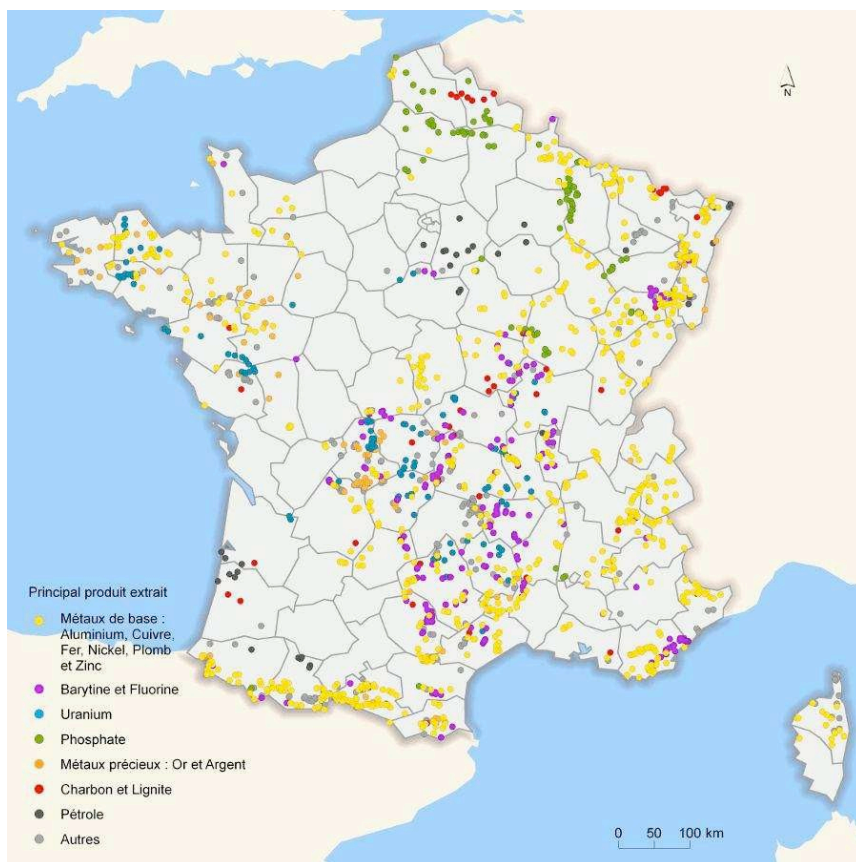 N
Principal produit extrait
Métaux de base :
Aluminium, Cuivre,
Fer, Nickel, Plomb
et Zinc
Barytine et Fluorine
Uranium
Phosphate
Métaux précieux : Or et Argent
Charbon et Lignite
Pétrole
Autres
0 50 100 km